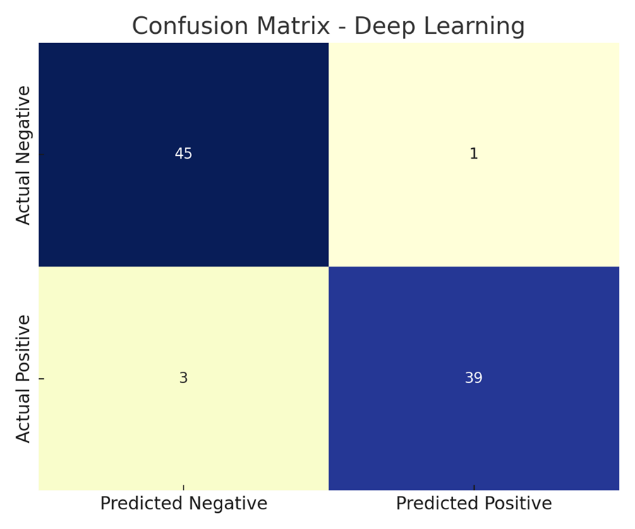 Confusion Matrix - Deep Learning
Actual Negative
45
1
Actual Positive
3
39
Predicted Negative
Predicted Positive